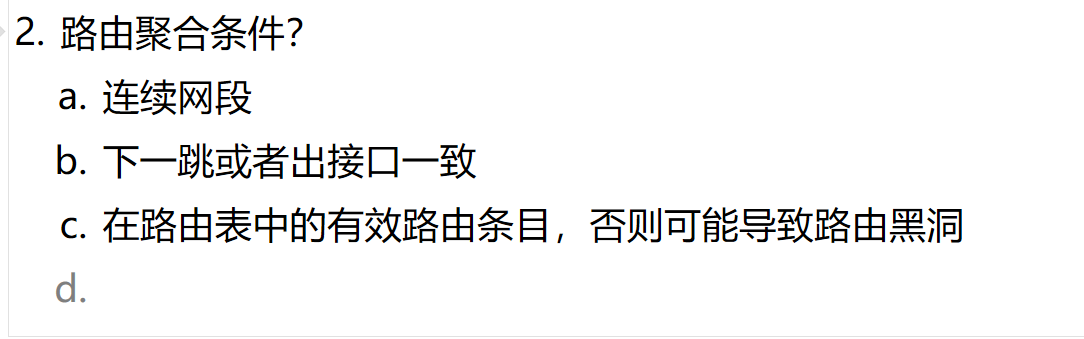 2. 路由聚合条件？
a. 连续网段
b. 下一跳或者出接口一致
c. 在路由表中的有效路由条目，否则可能导致路由黑洞
d.